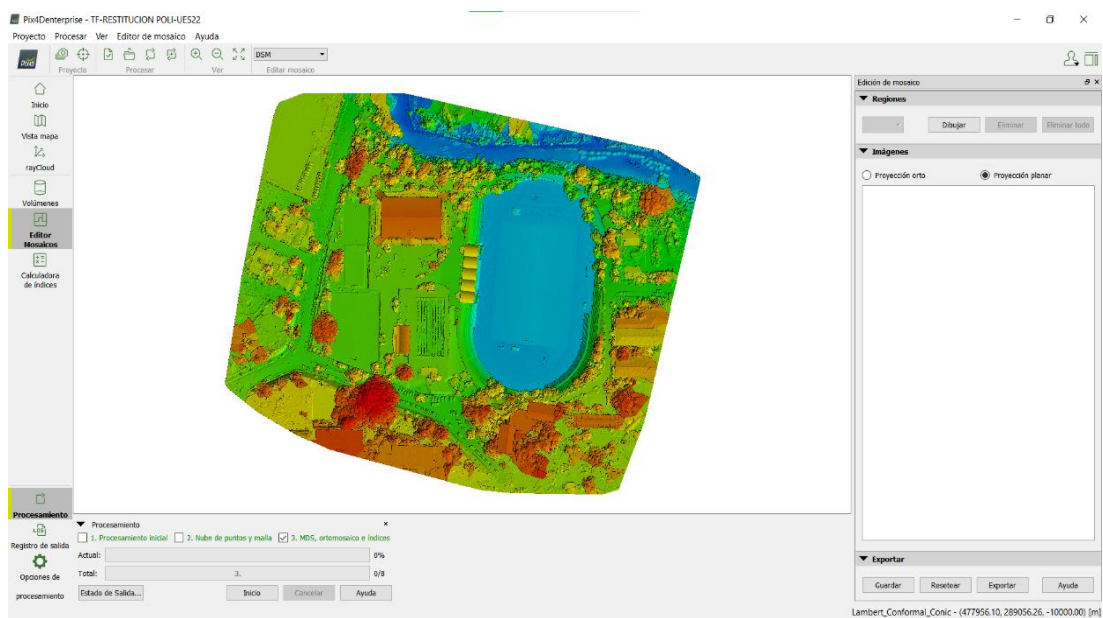 Pix4Denterprise - TF-RESTITUCION POLI-UES22
Proyecto Procesar Ver Editor de mosaico Ayuda
DSM
Proyecto Procesar Ver Editar mosaico
Inicio
Vista mapa
rayCloud
Volúmenes
Editor
Mosaicos
Calculadora
de índices
Procesamiento
Registro de salida
Opciones de
procesamiento
Procesamiento
1. Procesamiento inicial 2. Nube de puntos y malla 3. MDS, ortomosaico e índices
Actual: 0%
Total: 3. 0/8
Estado de Salida... Inicio Cancelar Ayuda
Edición de mosaico
Regiones
Dibujar Eliminar Eliminar todo
Imágenes
Proyección orto Proyección planar
Exportar
Guardar Resetear Exportar Ayuda
Lambert_Conformal_Conic - (477956.10, 289056.26, -10000.00) [m]